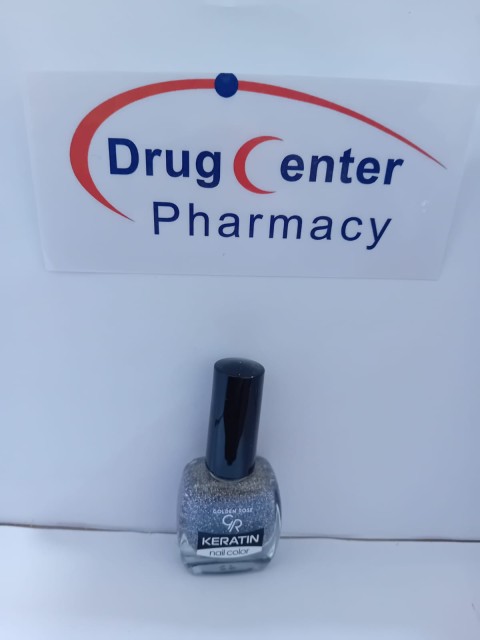 Drug Center
Pharmacy
GOLDEN ROSE
GR
KERATIN
nail color